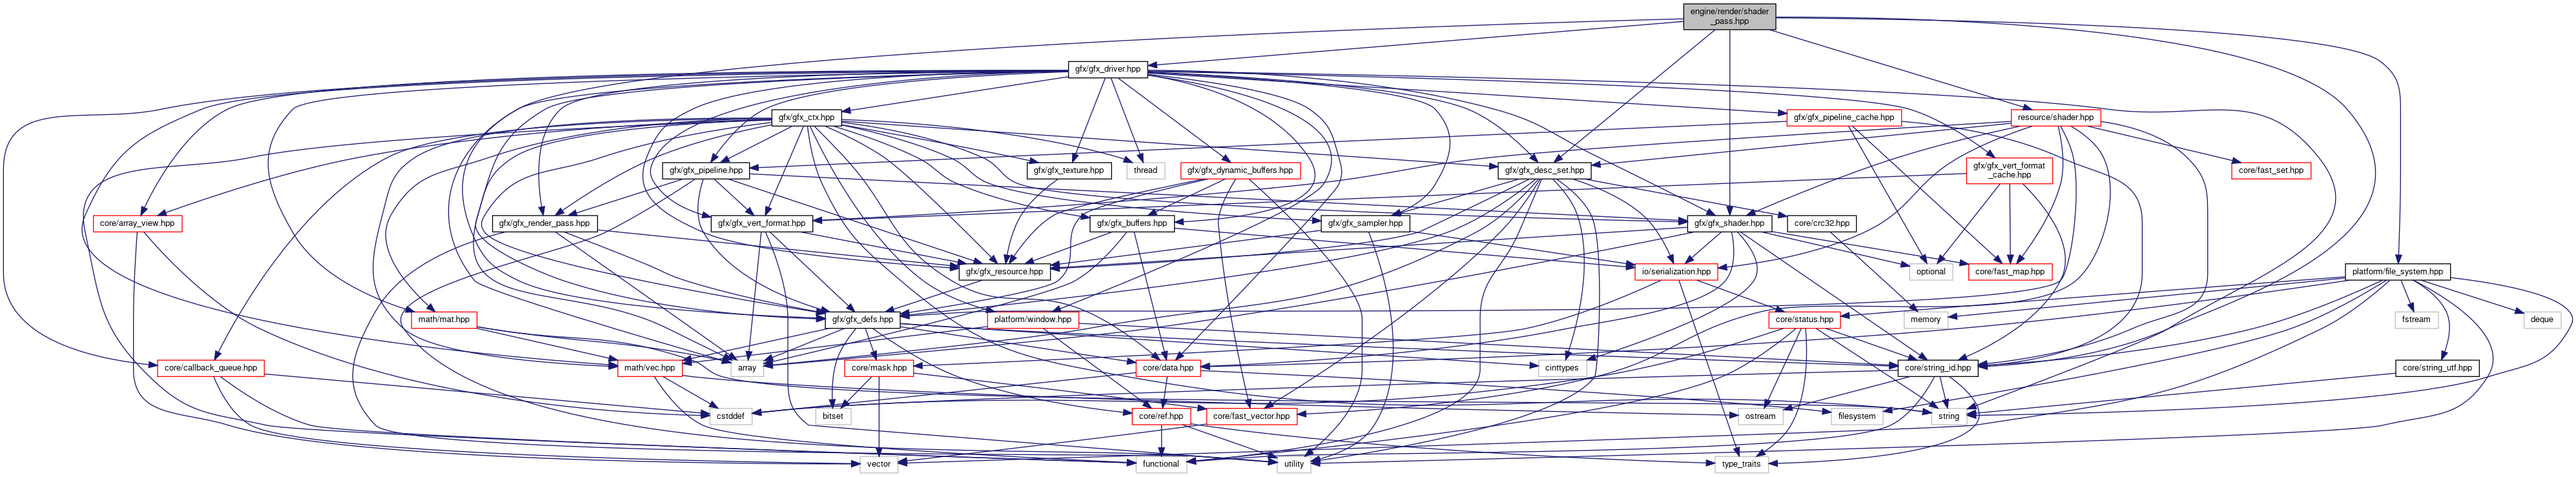 engine/render/shader
_pass.hpp
gfx/gfx_driver.hpp
gfx/gfx_ctx.hpp
gfx/gfx_pipeline_cache.hpp
resource/shader.hpp
gfx/gfx_pipeline.hpp
gfx/gfx_texture.hpp
thread
gfx/gfx_dynamic_buffers.hpp
gfx/gfx_desc_set.hpp
gfx/gfx_vert_format
_cache.hpp
core/fast_set.hpp
core/array_view.hpp
gfx/gfx_render_pass.hpp
gfx/gfx_vert_format.hpp
gfx/gfx_buffers.hpp
gfx/gfx_sampler.hpp
gfx/gfx_shader.hpp
core/crc32.hpp
gfx/gfx_resource.hpp
io/serialization.hpp
optional
core/fast_map.hpp
platform/file_system.hpp
math/mat.hpp
gfx/gfx_defs.hpp
platform/window.hpp
core/status.hpp
memory
fstream
deque
core/callback_queue.hpp
math/vec.hpp
array
core/mask.hpp
core/data.hpp
cinttypes
core/string_id.hpp
core/string_utf.hpp
cstddef
bitset
core/ref.hpp
core/fast_vector.hpp
ostream
filesystem
string
vector
functional
utility
type_traits